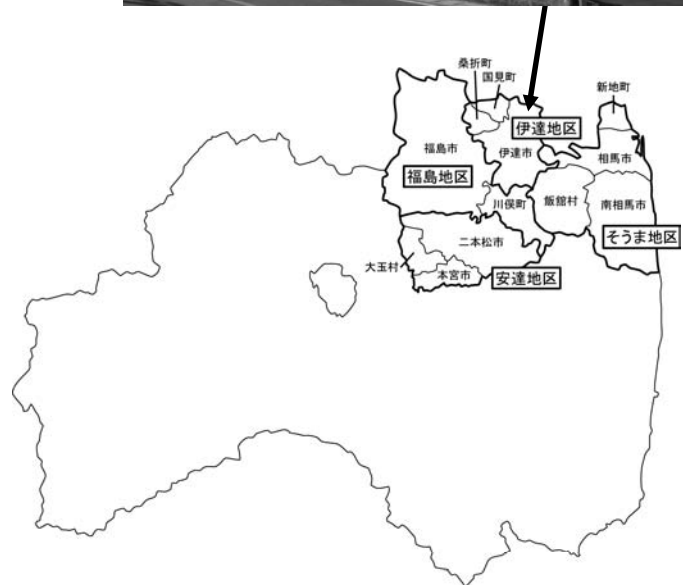 桑折町
国見町
新地町
伊達地区
福島市
伊達市
相馬市
福島地区
川俣町
飯舘村
南相馬市
そうま地区
二本松市
大玉村
本宮市
安達地区